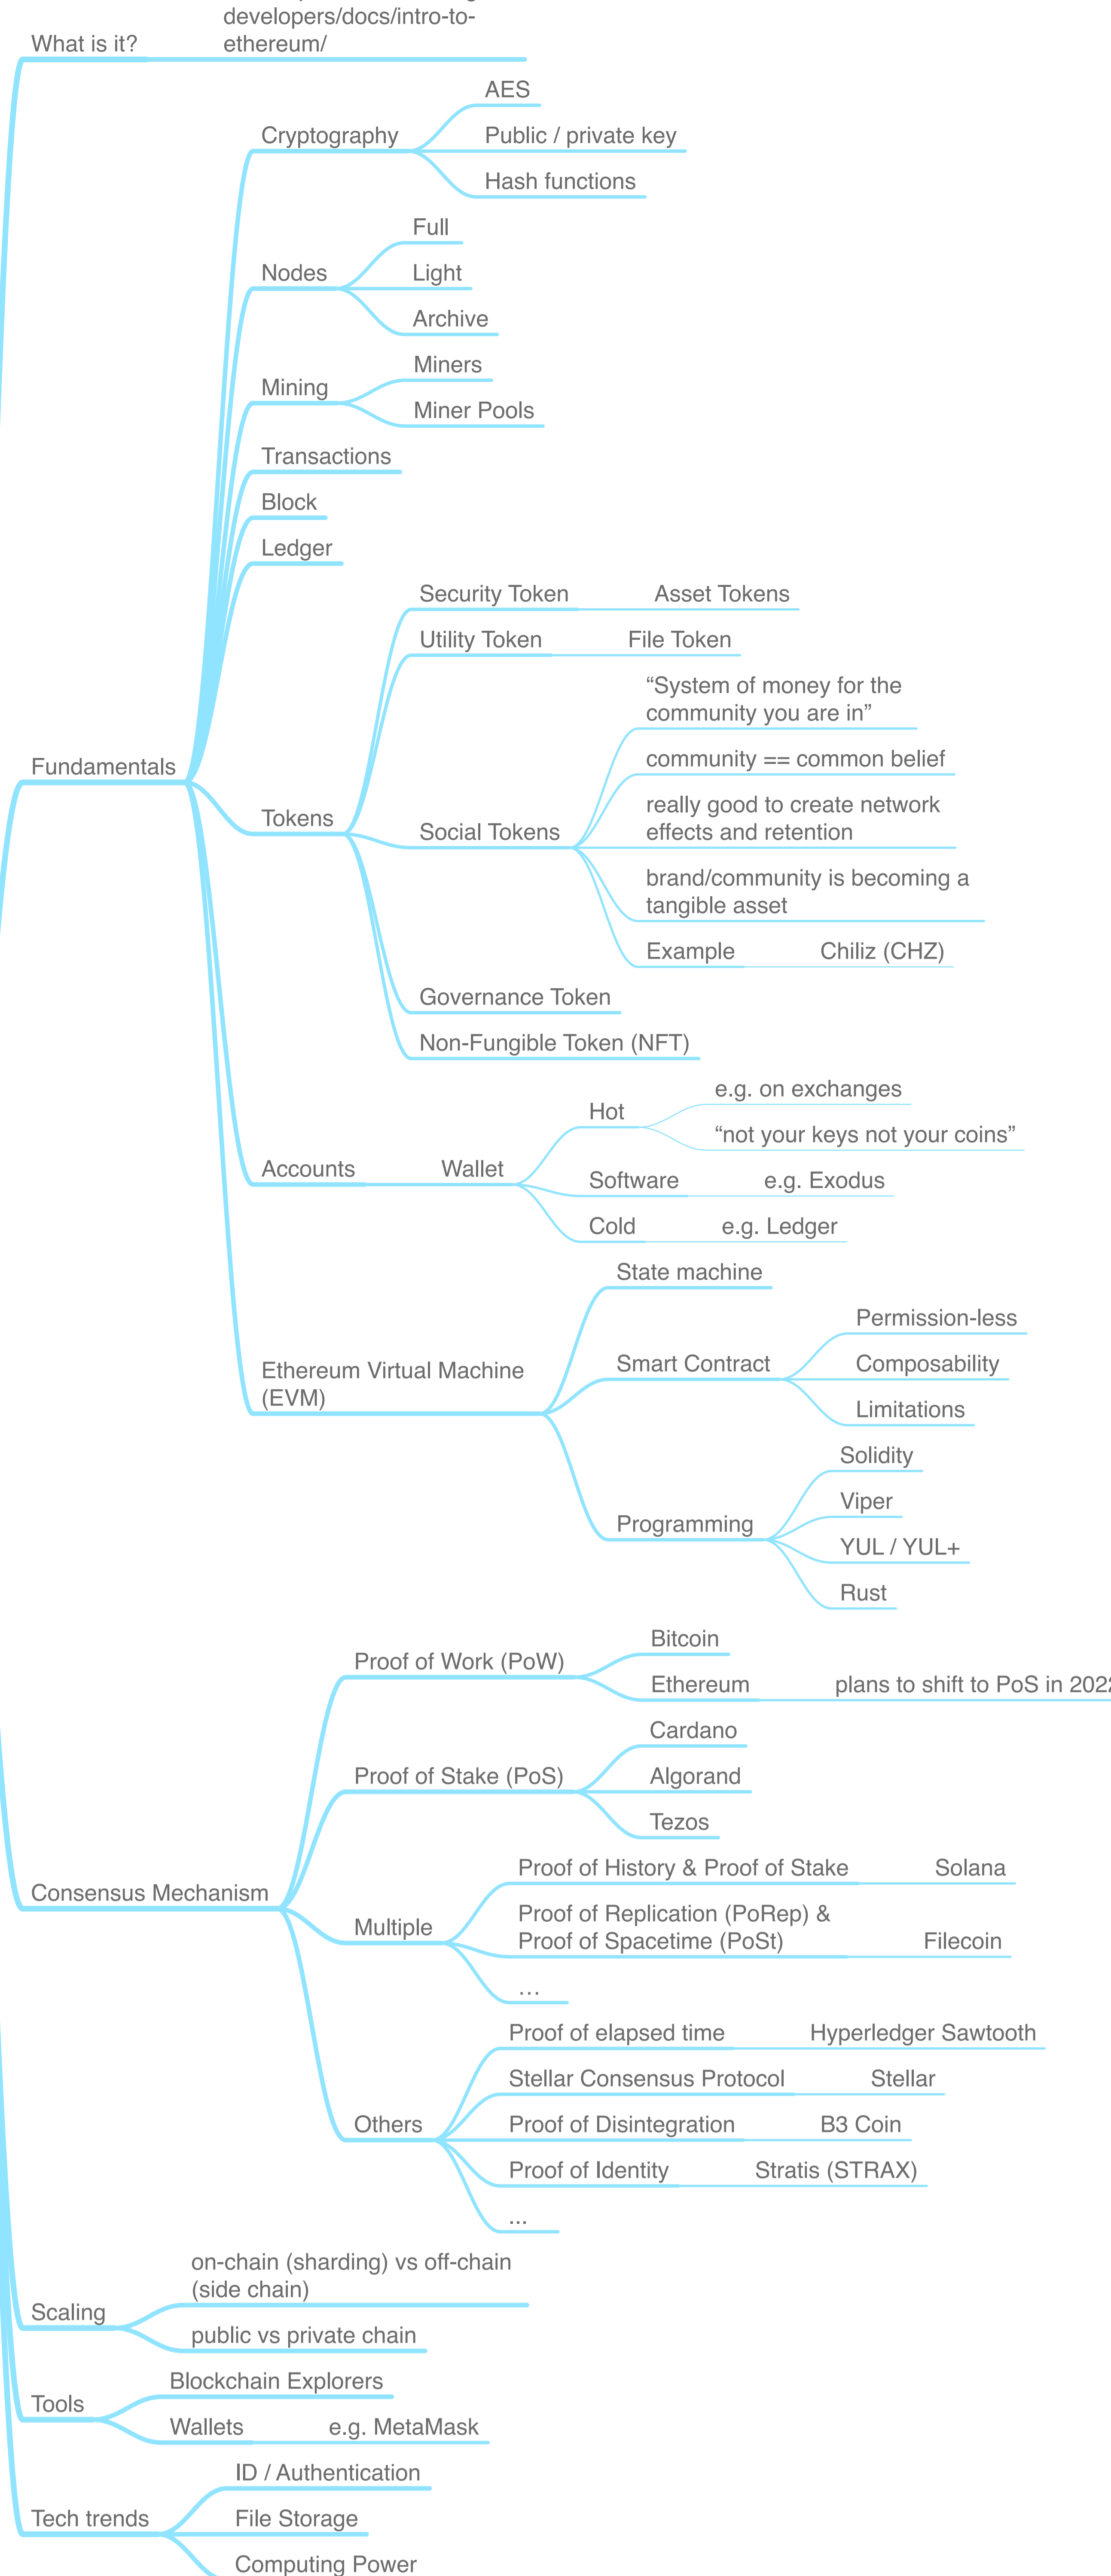 developers/docs/intro-to-
What is it?
ethereum/
AES
Cryptography
Public / private key
Hash functions
Full
Nodes
Light
Archive
Miners
Mining
Miner Pools
Transactions
Block
Ledger
Security Token
Asset Tokens
Utility Token
File Token
“System of money for the
community you are in”
Fundamentals
community == common belief
Tokens
Social Tokens
really good to create network
effects and retention
brand/community is becoming a
tangible asset
Example
Chiliz (CHZ)
Governance Token
Non-Fungible Token (NFT)
e.g. on exchanges
Hot
“not your keys not your coins”
Accounts
Wallet
Software
e.g. Exodus
Cold
e.g. Ledger
State machine
Permission-less
Ethereum Virtual Machine
(EVM)
Smart Contract
Composability
Limitations
Solidity
Viper
Programming
YUL / YUL+
Rust
Bitcoin
Proof of Work (PoW)
Ethereum
plans to shift to PoS in 2022
Cardano
Proof of Stake (PoS)
Algorand
Tezos
Consensus Mechanism
Proof of History & Proof of Stake
Solana
Multiple
Proof of Replication (PoRep) &
Proof of Spacetime (PoSt)
Filecoin
…
Proof of elapsed time
Hyperledger Sawtooth
Stellar Consensus Protocol
Stellar
Others
Proof of Disintegration
B3 Coin
Proof of Identity
Stratis (STRAX)
...
on-chain (sharding) vs off-chain
(side chain)
Scaling
public vs private chain
Blockchain Explorers
Tools
Wallets
e.g. MetaMask
ID / Authentication
Tech trends
File Storage
Computing Power